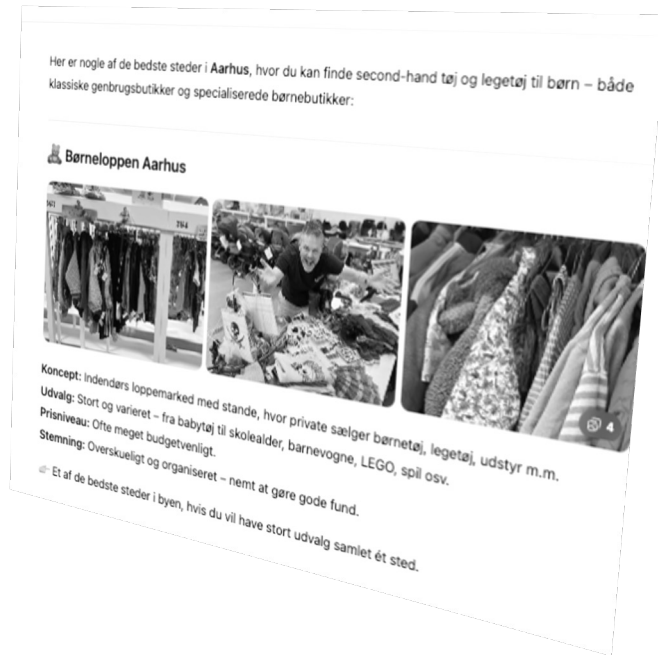 Her er nogle af de bedste steder i Aarhus, hvor du kan finde second-hand tøj og legetøj til børn – både
klassiske genbrugsbutikker og specialiserede børnebutikker:
🧸 Børneloppen Aarhus
764
4
Koncept: Indendørs loppemarked med stande, hvor private sælger børnetøj, legetøj, udstyr m.m.
Udvalg: Stort og varieret – fra babytøj til skolealder, barnevogne, LEGO, spil osv.
Prisniveau: Ofte meget budgetvenligt.
Stemning: Overskueligt og organiseret – nemt at gøre gode fund.
👉 Et af de bedste steder i byen, hvis du vil have stort udvalg samlet ét sted.